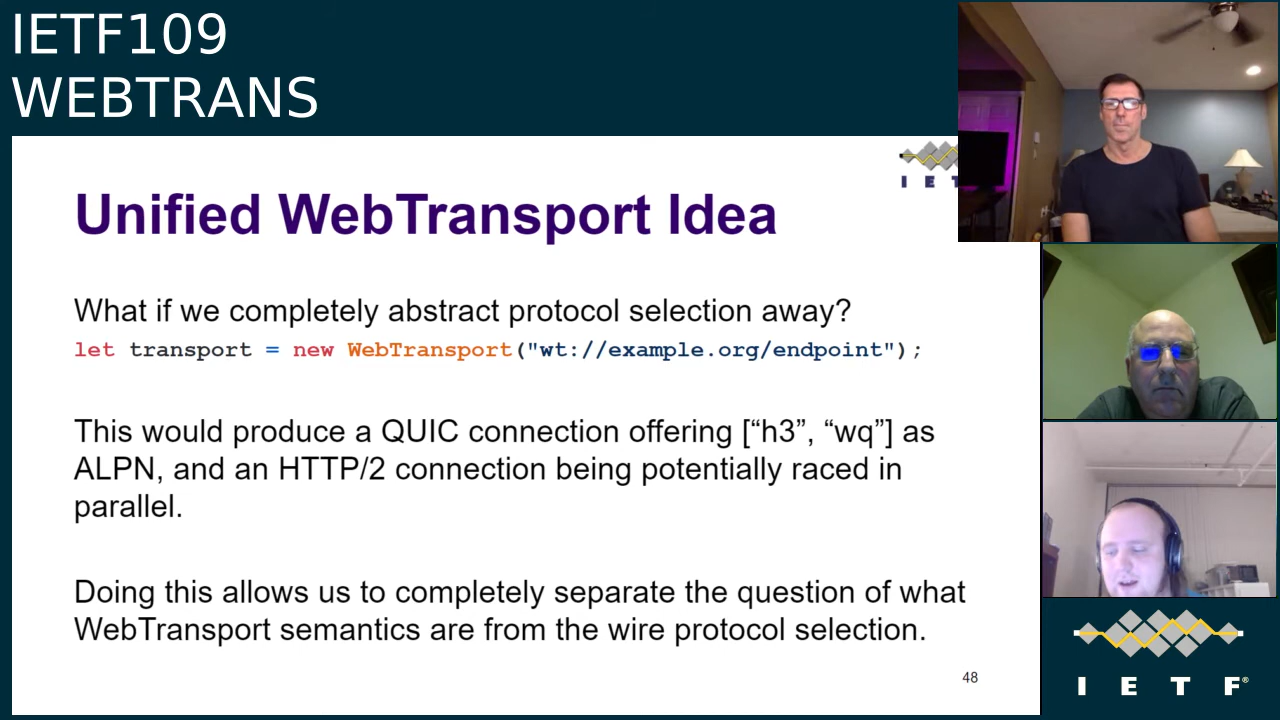 IETF109
WEBTRANS
I E T
Unified WebTransport Idea
What if we completely abstract protocol selection away?
let transport = new WebTransport("wt://example.org/endpoint");
This would produce a QUIC connection offering [“h3”, “wq”] as
ALPN, and an HTTP/2 connection being potentially raced in
parallel.
Doing this allows us to completely separate the question of what
WebTransport semantics are from the wire protocol selection.
48
I E T F®